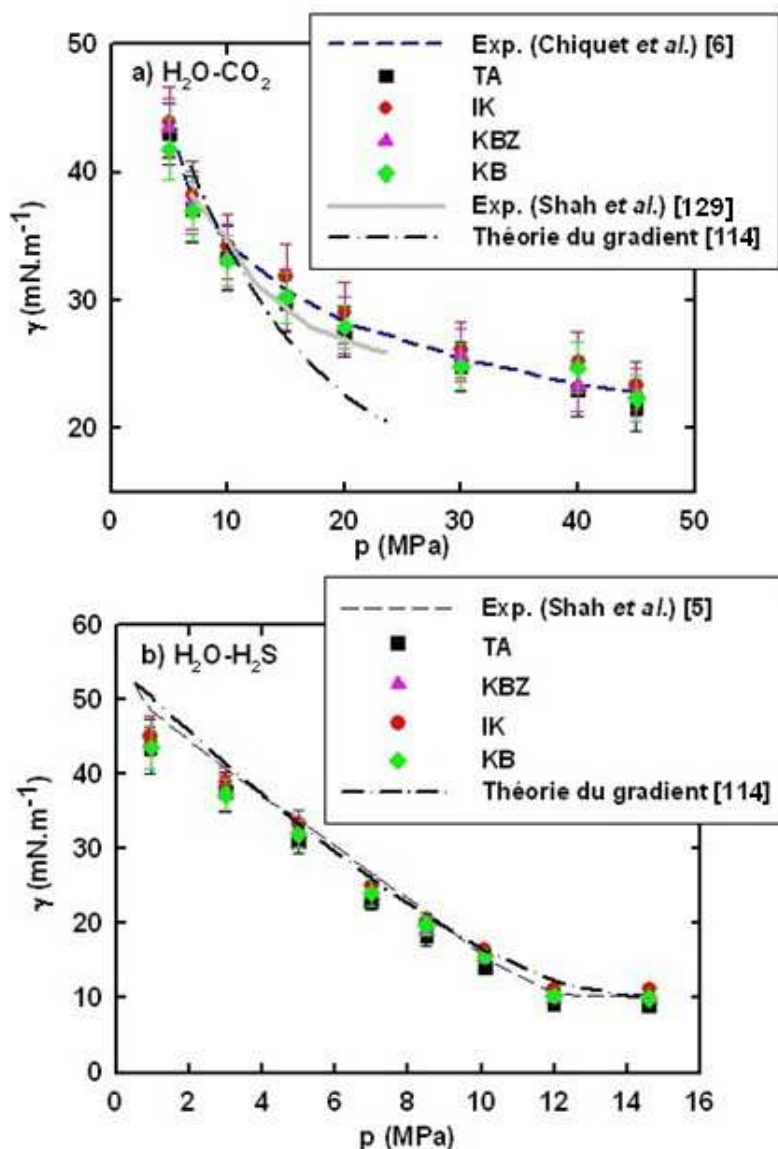 50
40
30
20
γ (mN.m⁻¹)
a) H₂O-CO₂
Exp. (Chiquet et al.) [6]
TA
IK
KBZ
KB
Exp. (Shah et al.) [129]
Théorie du gradient [114]
0 10 20 30 40 50
p (MPa)
60
50
40
30
20
10
0
γ (mN.m⁻¹)
b) H₂O-H₂S
Exp. (Shah et al.) [5]
TA
KBZ
IK
KB
Théorie du gradient [114]
0 2 4 6 8 10 12 14 16
p (MPa)